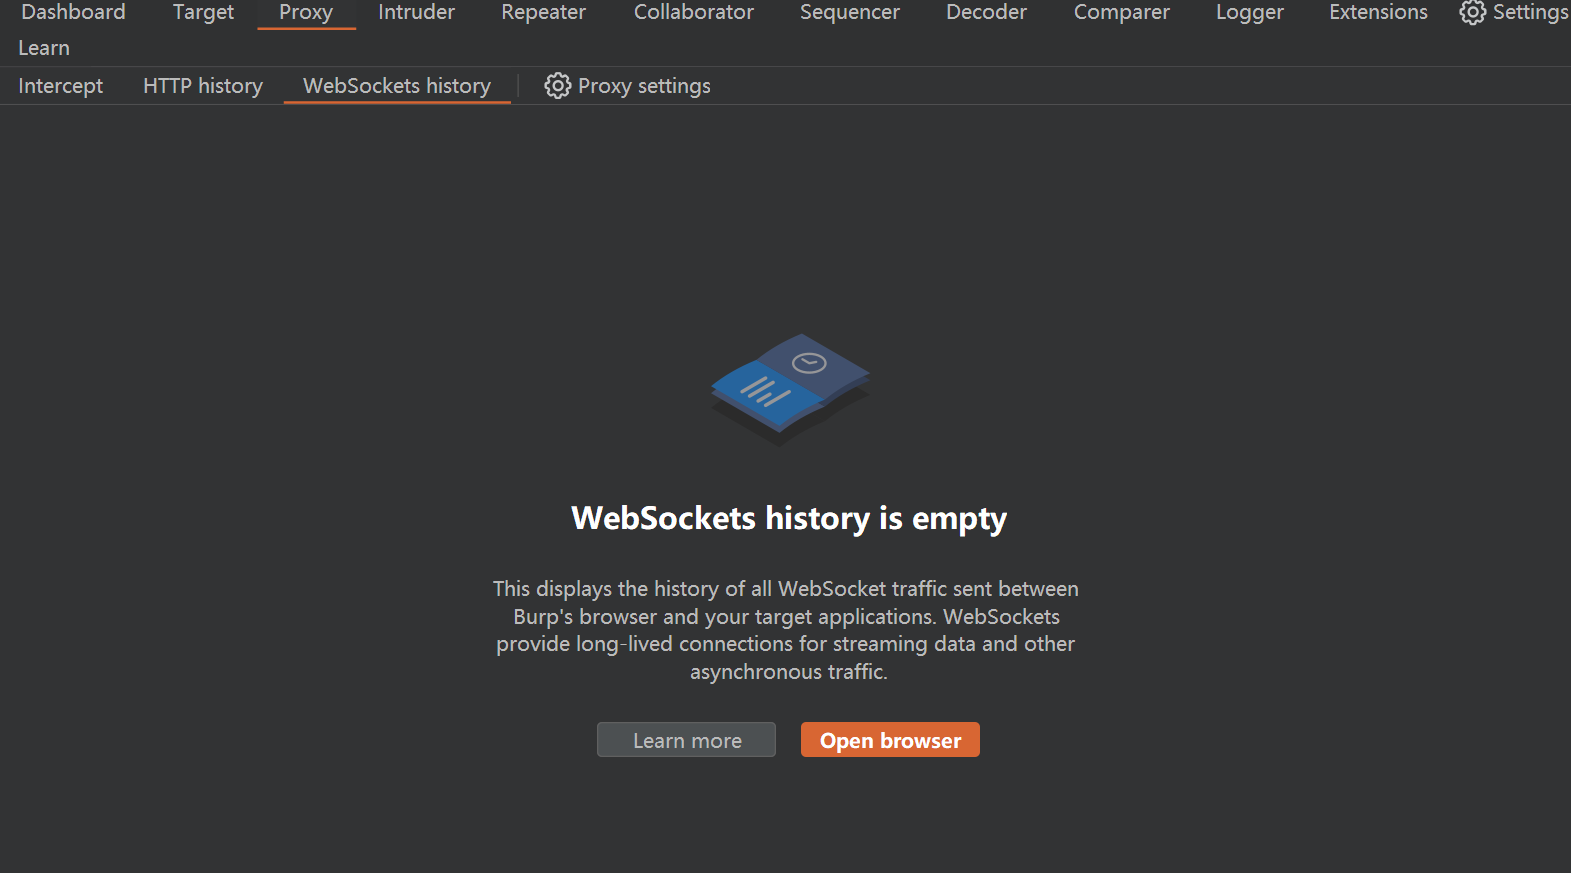 Dashboard Target Proxy Intruder Repeater Collaborator Sequencer Decoder Comparer Logger Extensions Settings
Learn
Intercept HTTP history WebSockets history Proxy settings
WebSockets history is empty
This displays the history of all WebSocket traffic sent between
Burp's browser and your target applications. WebSockets
provide long-lived connections for streaming data and other
asynchronous traffic.
Learn more Open browser